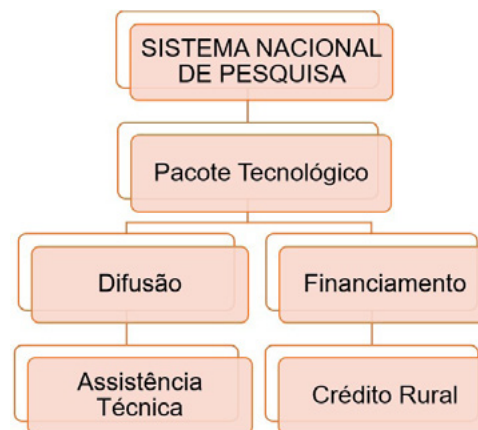 SISTEMA NACIONAL
DE PESQUISA
Pacote Tecnológico
Difusão
Financiamento
Assistência
Técnica
Crédito Rural